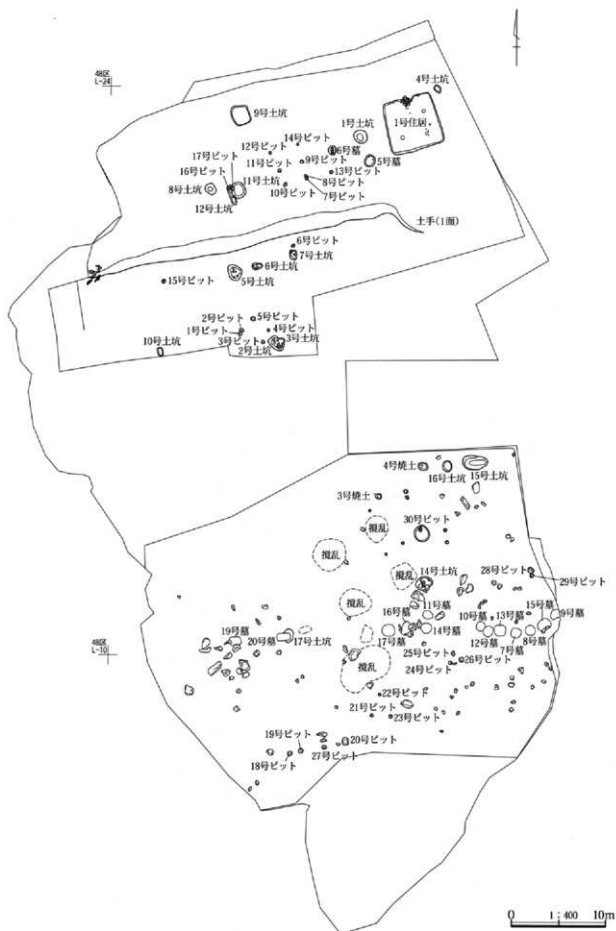 48区
L-24
4号土坑
9号土坑
1号土坑
1号住居
14号ピット
12号ピット
6号墓
17号ピット
9号ピット
5号墓
16号ピット
11号ピット
13号ピット
8号土坑
11号土坑
8号ピット
10号ピット
7号ピット
12号土坑
土手(1面)
6号ピット
7号土坑
6号土坑
15号ピット
5号土坑
2号ピット
5号ピット
1号ピット
4号ピット
10号土坑
3号ピット
3号土坑
2号土坑
4号焼土
16号土坑
15号土坑
3号焼土
30号ピット
攪乱
攪乱
攪乱
14号土坑
28号ピット
29号ピット
攪乱
16号墓
11号墓
10号墓
13号墓
15号墓
9号墓
48区
L-10
19号墓
20号墓
17号土坑
17号墓
14号墓
12号墓
7号墓
8号墓
25号ピット
24号ピット
26号ピット
攪乱
22号ピット
21号ピット
23号ピット
19号ピット
20号ピット
18号ピット
27号ピット
0 1:400 10m